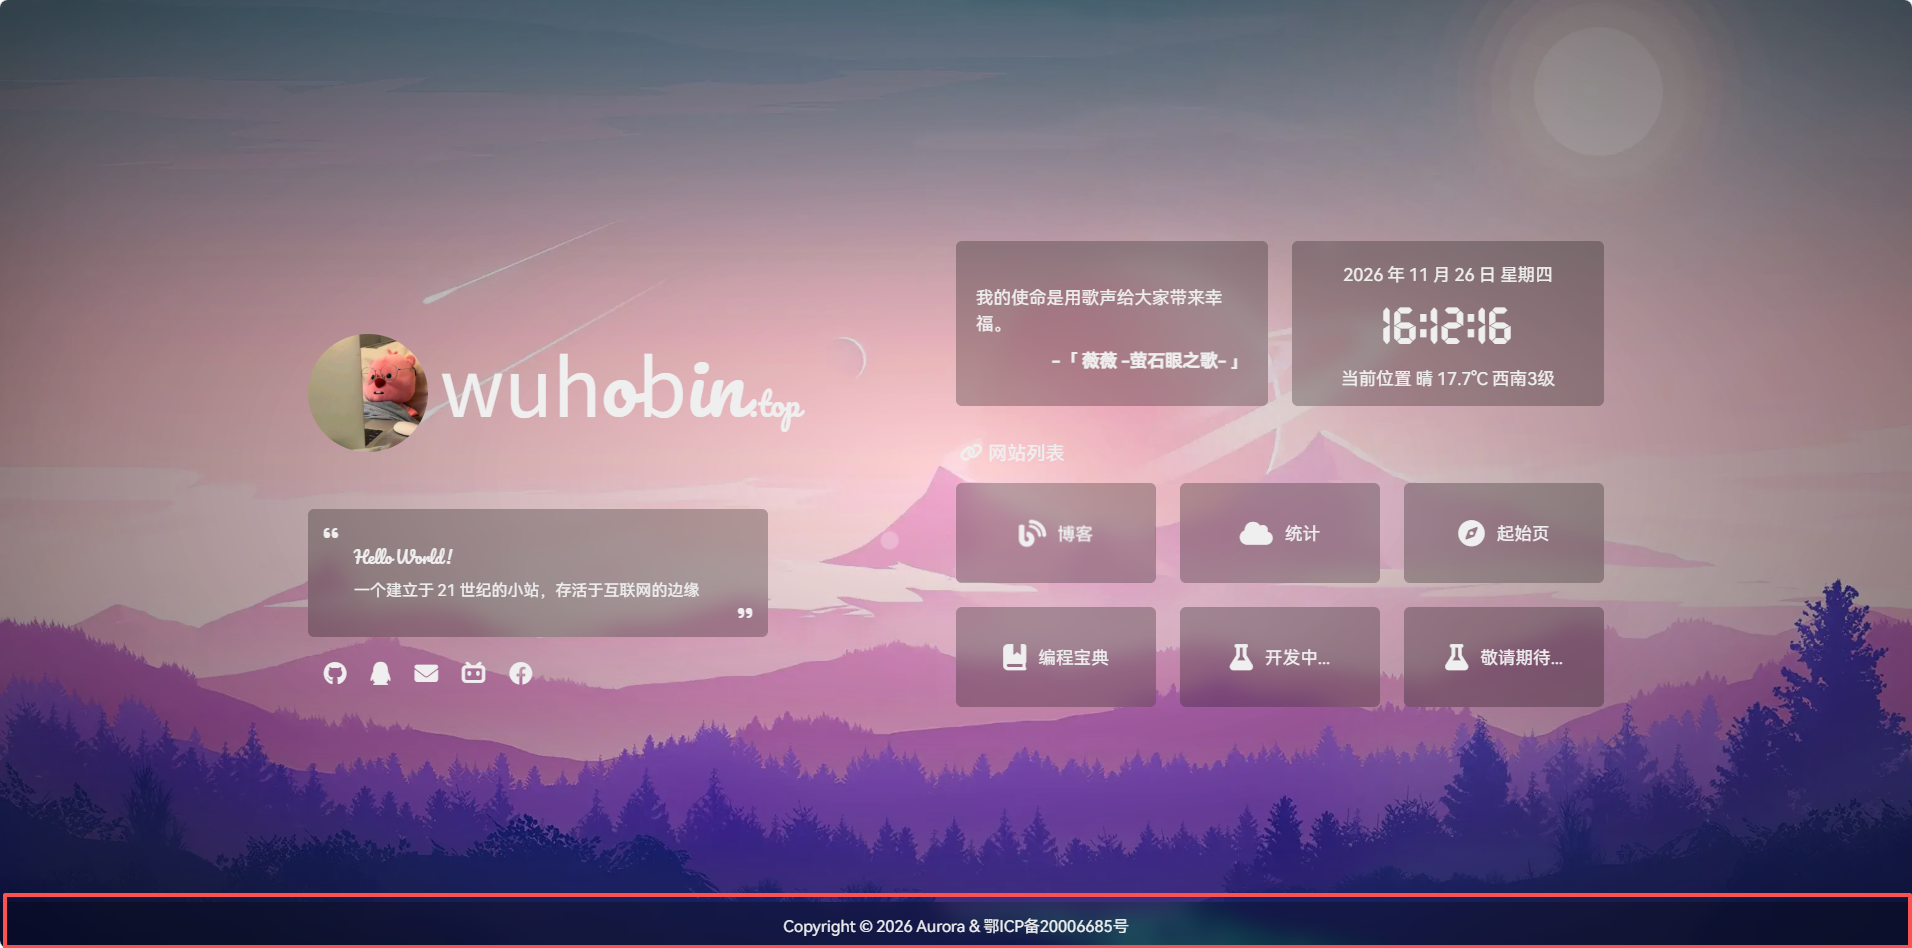 wuhobin.top
Hello World!
一个建立于 21 世纪的小站，存活于互联网的边缘
我的使命是用歌声给大家带来幸
福。
-「 薇薇 -萤石眼之歌- 」
2026 年 11 月 26 日 星期四
16:12:16
当前位置 晴 17.7℃ 西南3级
网站列表
博客
统计
起始页
编程宝典
开发中...
敬请期待...
Copyright © 2026 Aurora & 鄂ICP备20006685号